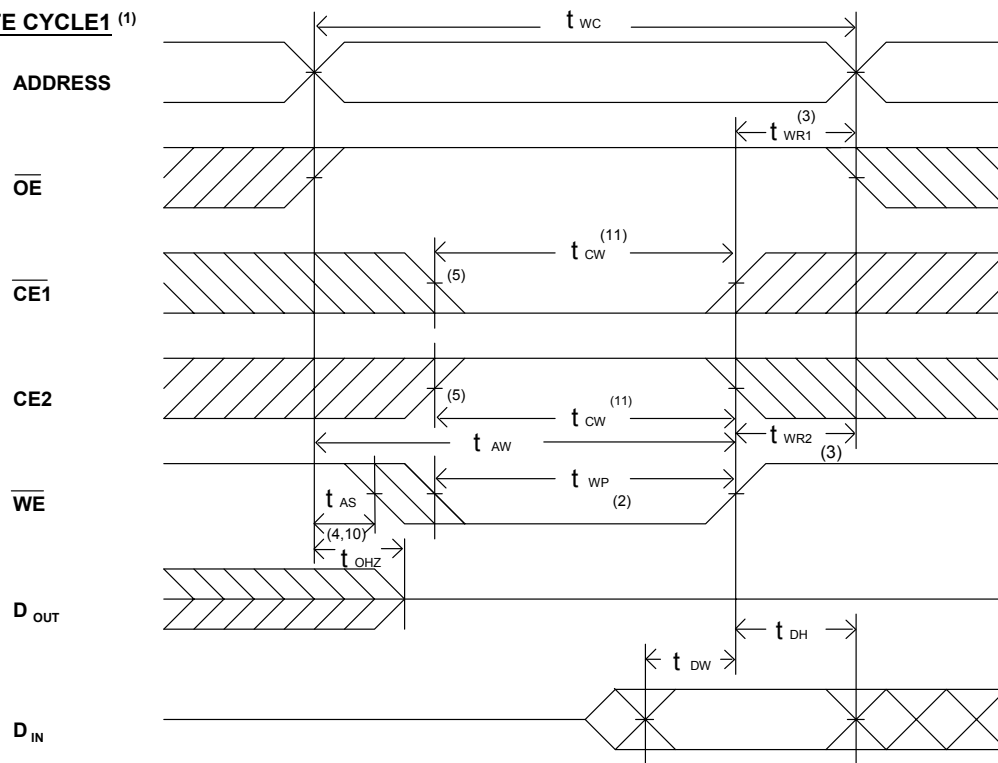 TE CYCLE1 (1)
t WC
ADDRESS
t WR1 (3)
OE
t CW (11)
CE1
(5)
CE2
(5)
t CW (11)
t AW
t WR2 (3)
WE
t WP (2)
t AS
(4,10)
t OHZ
D OUT
t DH
t DW
D IN